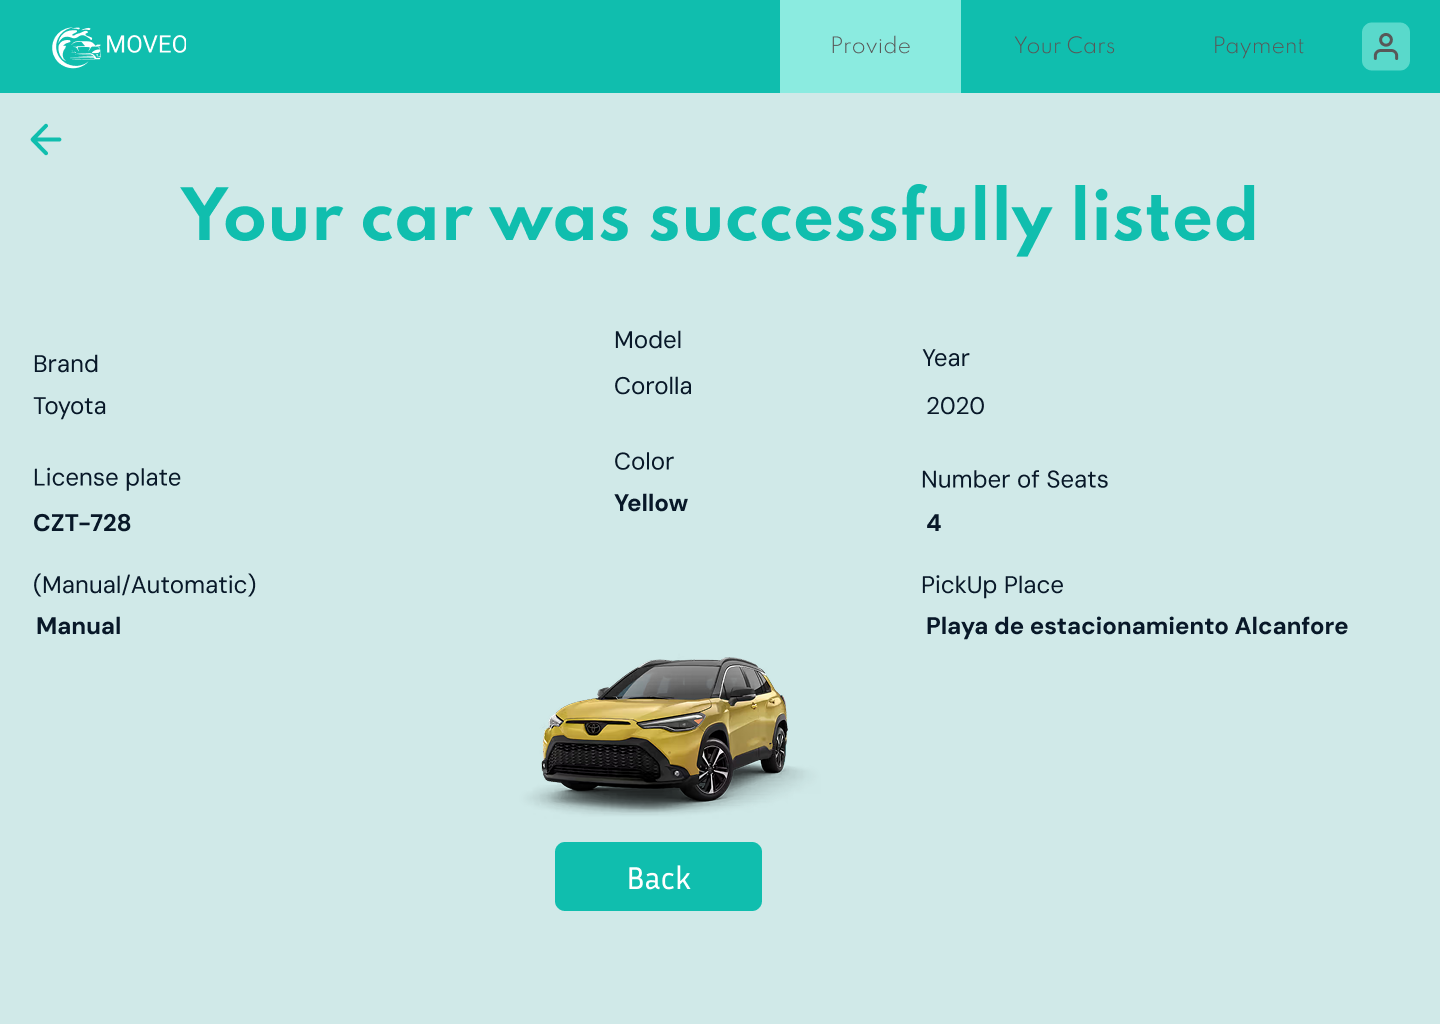 MOVEO
Provide
Your Cars
Payment
Your car was successfully listed
Brand
Toyota
Model
Corolla
Year
2020
License plate
CZT-728
Color
Yellow
Number of Seats
4
(Manual/Automatic)
Manual
PickUp Place
Playa de estacionamiento Alcanfore
Back